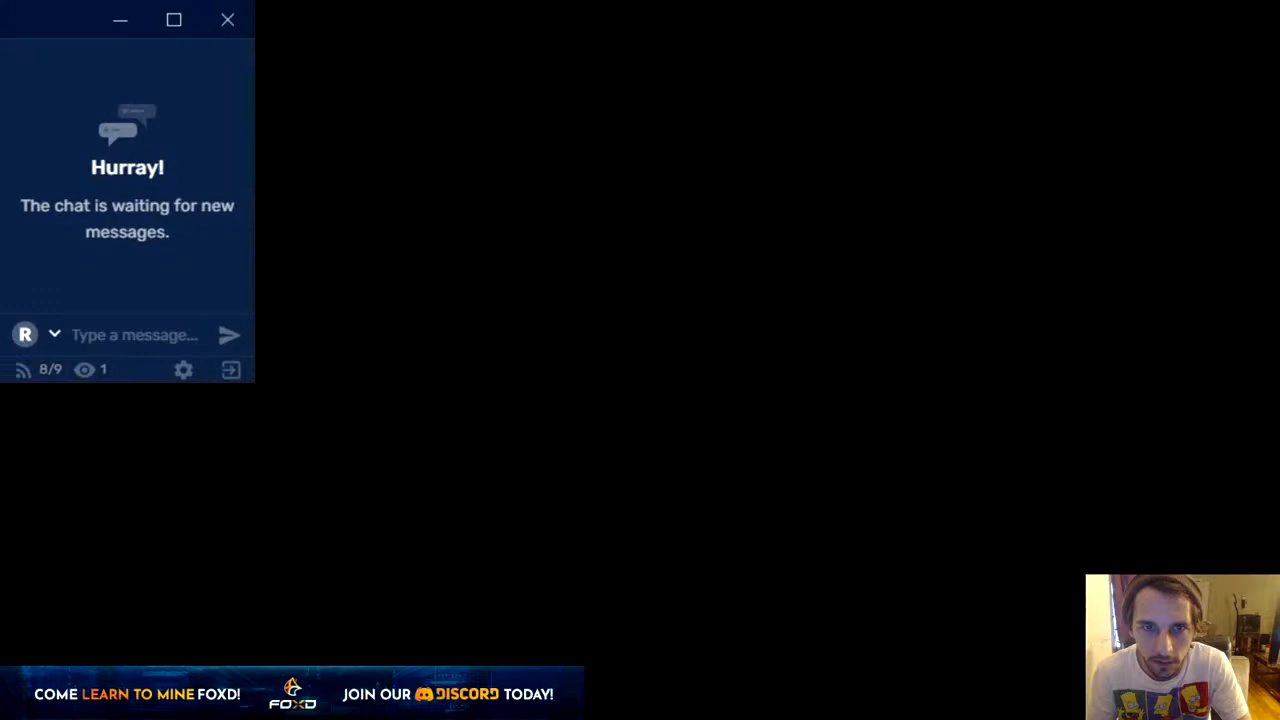 Hurray!
The chat is waiting for new
messages.
R
Type a message...
8/9
1
COME LEARN TO MINE FOXD!
FOXD
JOIN OUR DISCORD TODAY!